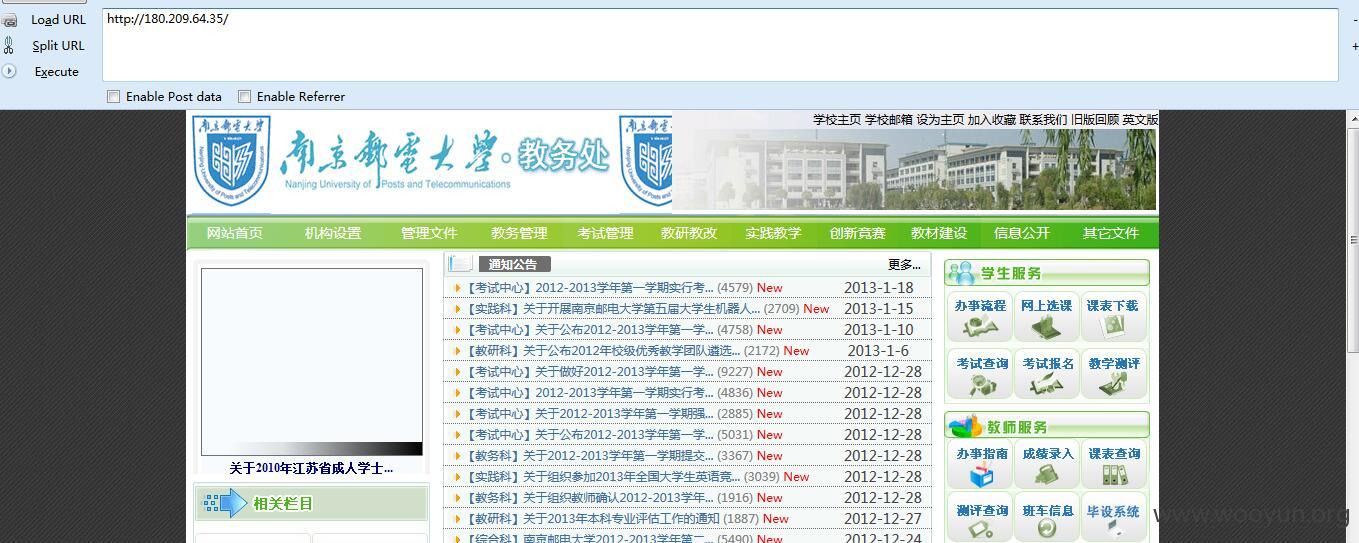 Load URL
http://180.209.64.35/
Split URL
Execute
Enable Post data Enable Referrer
学校主页 学校邮箱 设为主页 加入收藏 联系我们 旧版回顾 英文版
南京邮电大学·教务处
Nanjing University of Posts and Telecommunications
网站首页 机构设置 管理文件 教务管理 考试管理 教研教改 实践教学 创新竞赛 教材建设 信息公开 其它文件
通知公告 更多...
【考试中心】2012-2013学年第一学期实行考... (4579) New 2013-1-18
【实践科】关于开展南京邮电大学第五届大学生机器人... (2709) New 2013-1-15
【考试中心】关于公布2012-2013学年第一学... (4758) New 2013-1-10
【教研科】关于公布2012年校级优秀教学团队遴选... (2172) New 2013-1-6
【考试中心】关于做好2012-2013学年第一学... (9227) New 2012-12-28
【考试中心】2012-2013学年第一学期实行考... (4836) New 2012-12-28
【考试中心】关于2012-2013学年第一学期强... (2885) New 2012-12-28
【考试中心】关于公布2012-2013学年第一学... (5031) New 2012-12-28
【教务科】关于2012-2013学年第一学期提交... (3367) New 2012-12-28
【实践科】关于组织参加2013年全国大学生英语竞... (3039) New 2012-12-28
【教务科】关于组织教师确认2012-2013学年... (1916) New 2012-12-28
【教研科】关于2013年本科专业评估工作的通知 (1887) New 2012-12-27
【综合科】南京邮电大学2012-2013学年第二... (5490) New 2012-12-24
关于2010年江苏省成人学士...
相关栏目
学生服务
办事流程 网上选课 课表下载
考试查询 考试报名 教学测评
教师服务
办事指南 成绩录入 课表查询
测评查询 班车信息 毕设系统
www.wooyun.org